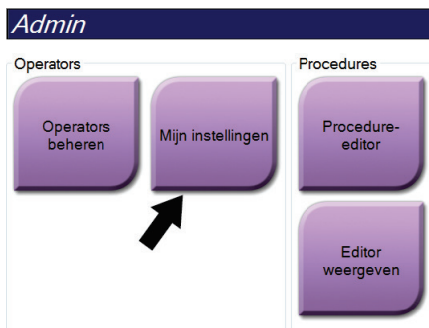 Admin
Operators
Procedures
Operators
beheren
Mijn instellingen
Procedure-
editor
Editor
weergeven